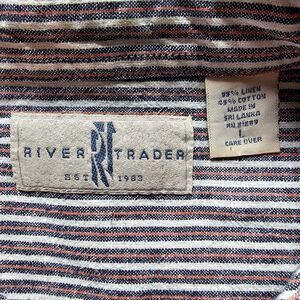 RIVER TRADER
EST 1983
55% LINEN
45% COTTON
MADE IN
SRI LANKA
L
CARE OVER